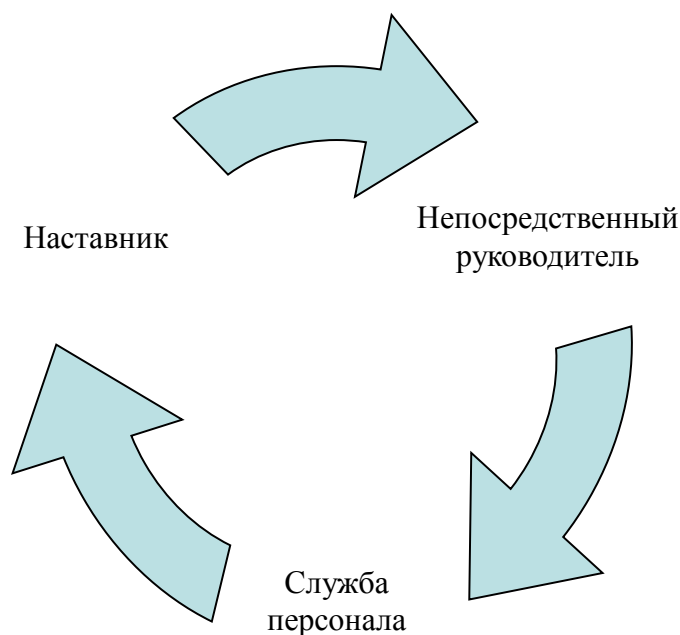 Наставник
Непосредственный
руководитель
Служба
персонала